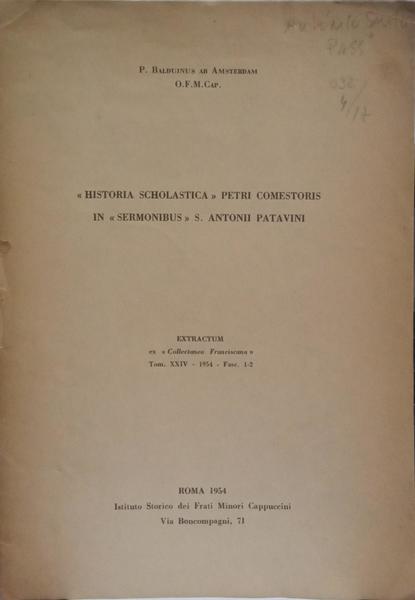 António
P. Balduinus ab Amsterdam
O.F.M.Cap.
« HISTORIA SCHOLASTICA » PETRI COMESTORIS
IN « SERMONIBUS » S. ANTONII PATAVINI
EXTRACTUM
ex « Collectanea Franciscana »
Tom. XXIV - 1954 - Fasc. 1-2
ROMA 1954
Istituto Storico dei Frati Minori Cappuccini
Via Boncompagni, 71